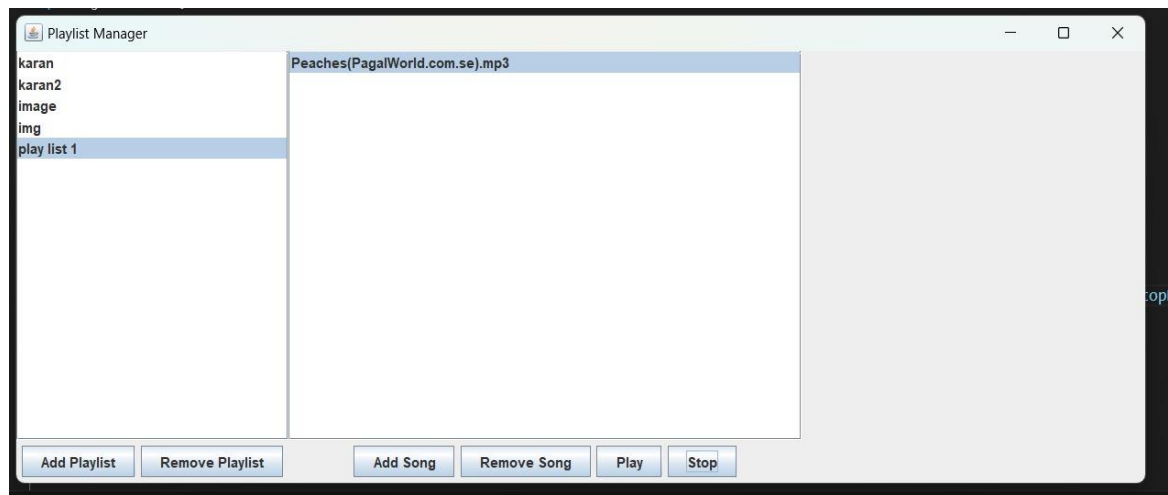 Playlist Manager
karan
karan2
image
img
play list 1
Peaches(PagalWorld.com.se).mp3
Add Playlist Remove Playlist Add Song Remove Song Play Stop